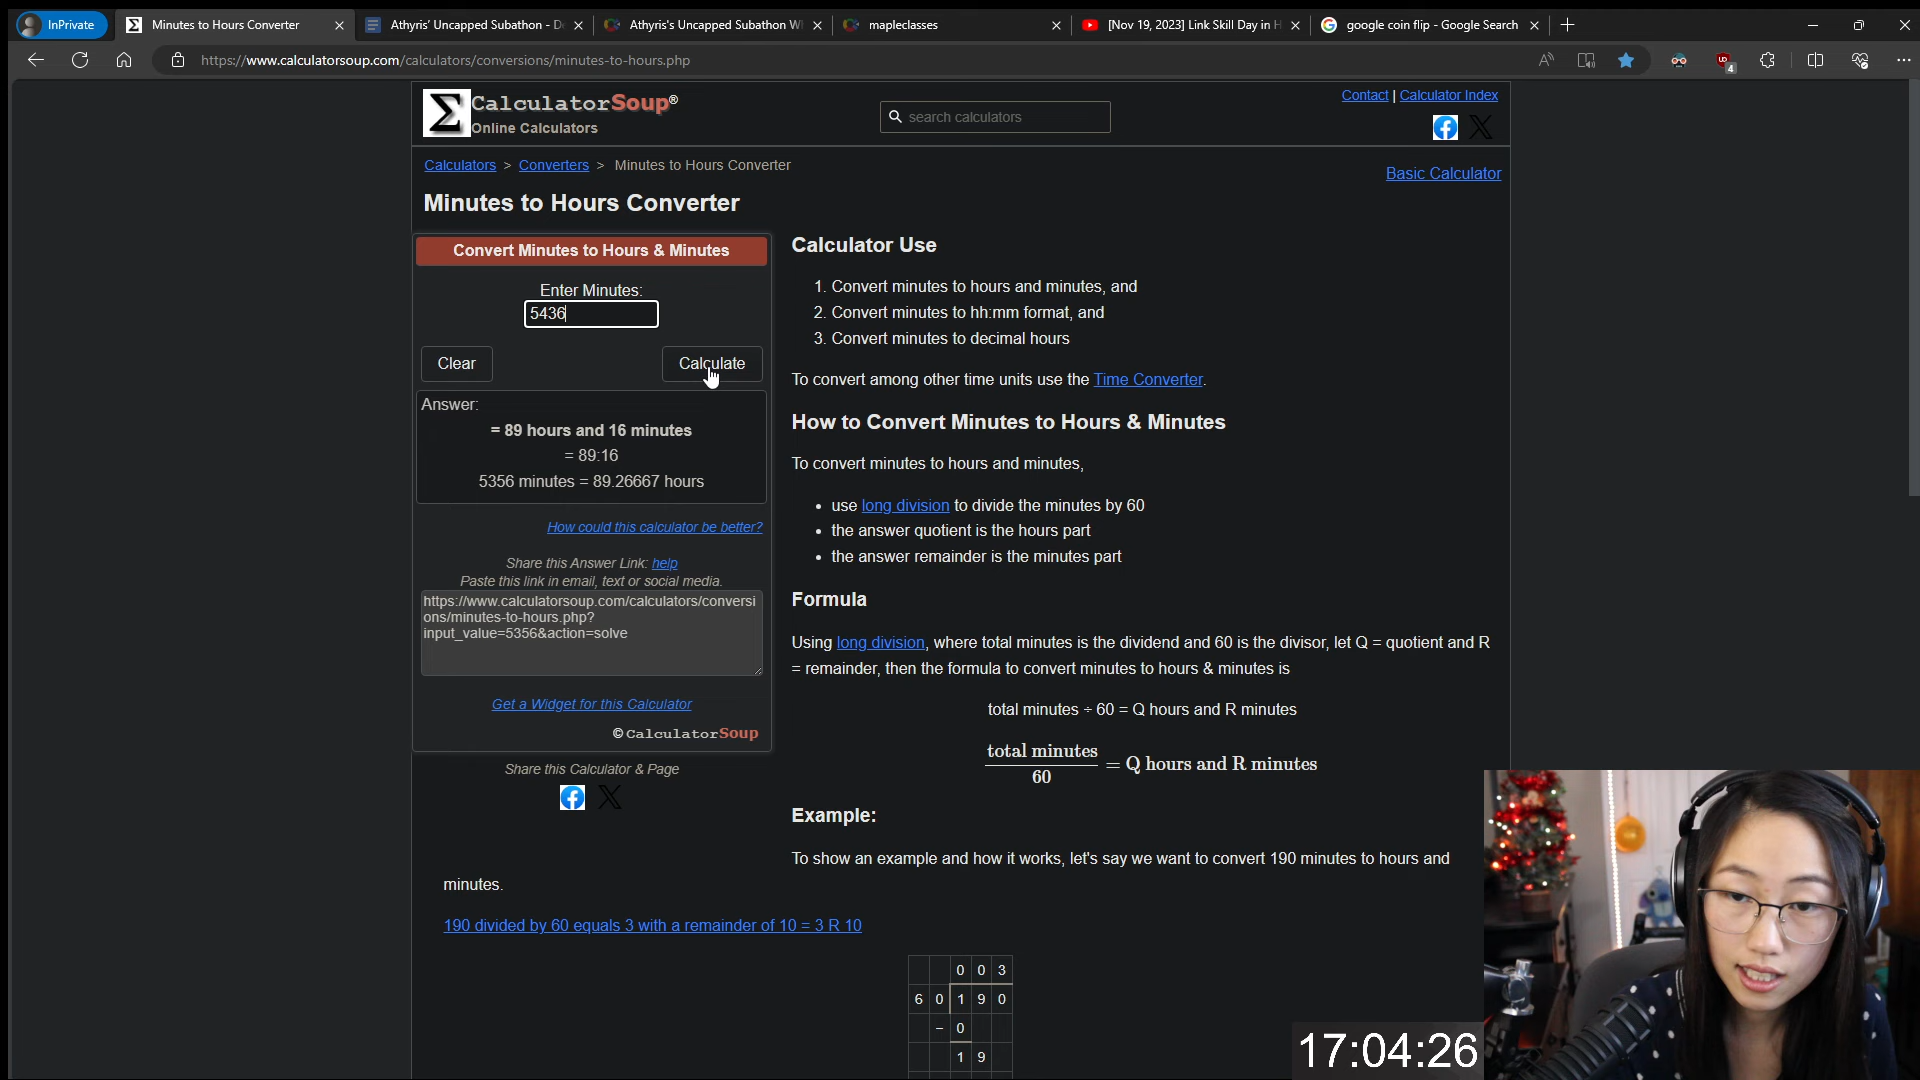 InPrivate
Minutes to Hours Converter
Athyris' Uncapped Subathon - D
Athyris's Uncapped Subathon W
mapleclasses
[Nov 19, 2023] Link Skill Day in H
google coin flip - Google Search
https://www.calculatorsoup.com/calculators/conversions/minutes-to-hours.php
4
CalculatorSoup®
Online Calculators
search calculators
Contact | Calculator Index
Calculators > Converters > Minutes to Hours Converter
Basic Calculator
Minutes to Hours Converter
Convert Minutes to Hours & Minutes
Enter Minutes:
5436
Clear
Calculate
Answer:
= 89 hours and 16 minutes
= 89:16
5356 minutes = 89.26667 hours
How could this calculator be better?
Share this Answer Link: help
Paste this link in email, text or social media.
https://www.calculatorsoup.com/calculators/conversi
ons/minutes-to-hours.php?
input_value=5356&action=solve
Get a Widget for this Calculator
©CalculatorSoup
Share this Calculator & Page
Calculator Use
1. Convert minutes to hours and minutes, and
2. Convert minutes to hh:mm format, and
3. Convert minutes to decimal hours
To convert among other time units use the Time Converter.
How to Convert Minutes to Hours & Minutes
To convert minutes to hours and minutes,
• use long division to divide the minutes by 60
• the answer quotient is the hours part
• the answer remainder is the minutes part
Formula
Using long division, where total minutes is the dividend and 60 is the divisor, let Q = quotient and R
= remainder, then the formula to convert minutes to hours & minutes is
total minutes ÷ 60 = Q hours and R minutes
total minutes
60
= Q hours and R minutes
Example:
To show an example and how it works, let's say we want to convert 190 minutes to hours and
minutes.
190 divided by 60 equals 3 with a remainder of 10 = 3 R 10
0 0 3
6 0 1 9 0
− 0
1 9
17:04:26